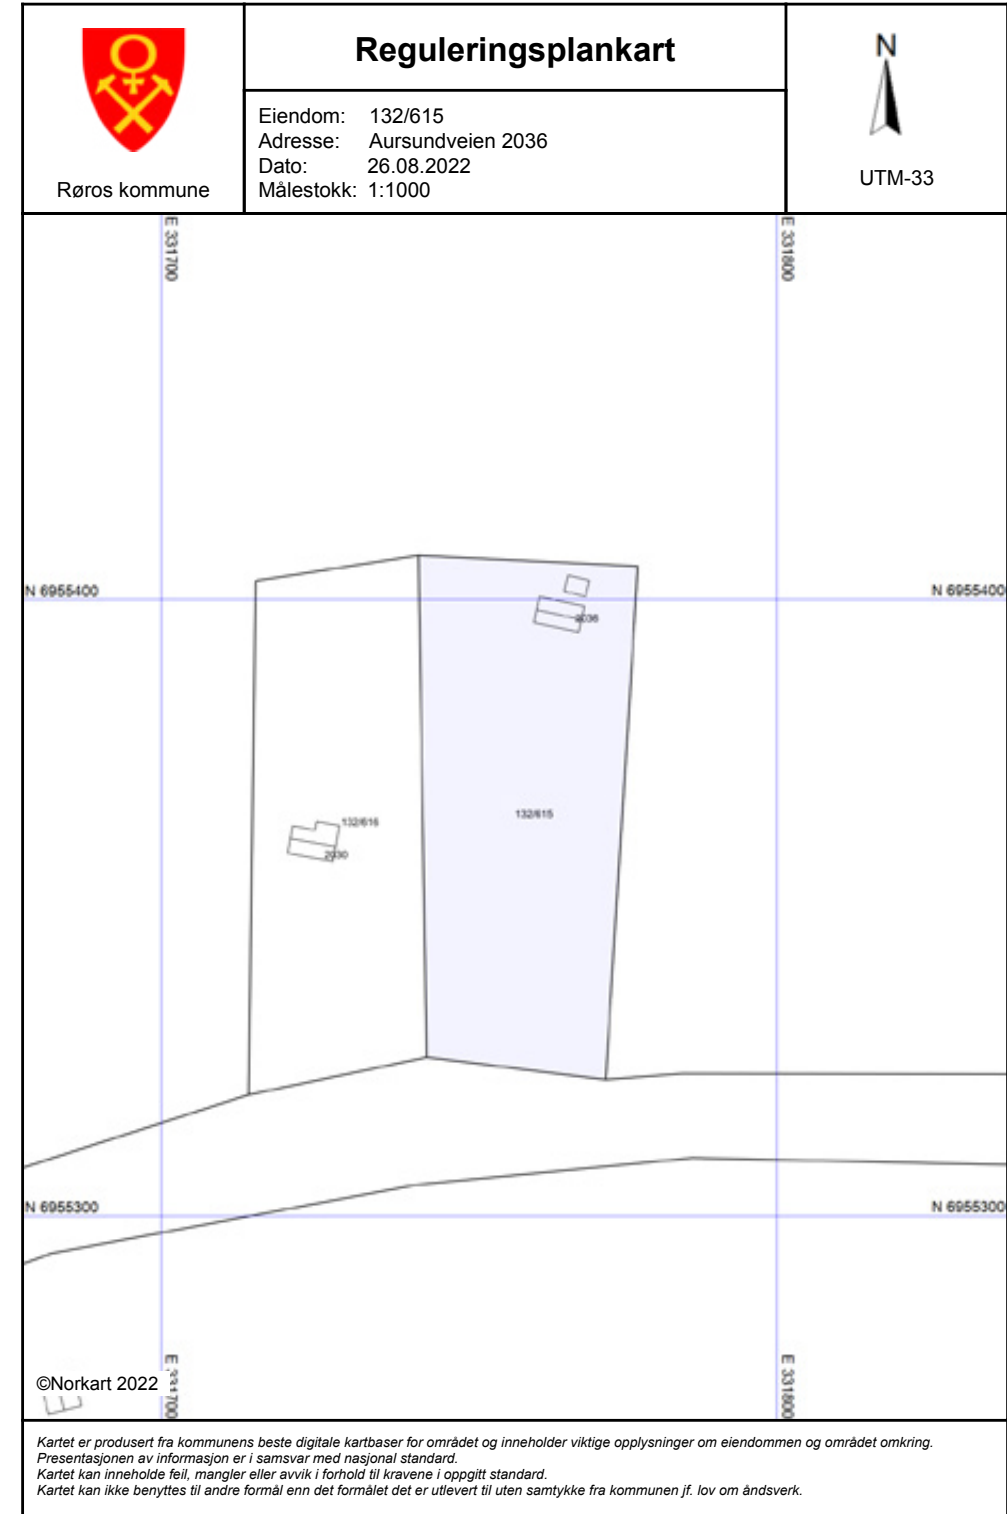 Reguleringsplankart
Røros kommune
Eiendom: 132/615
Adresse: Aursundveien 2036
Dato: 26.08.2022
Målestokk: 1:1000
N
UTM-33
E 331700
E 331800
N 6955400
N 6955400
2036
132/615
132/616
2030
N 6955300
N 6955300
E 331700
E 331800
©Norkart 2022
Kartet er produsert fra kommunens beste digitale kartbaser for området og inneholder viktige opplysninger om eiendommen og området omkring.
Presentasjonen av informasjon er i samsvar med nasjonal standard.
Kartet kan inneholde feil, mangler eller avvik i forhold til kravene i oppgitt standard.
Kartet kan ikke benyttes til andre formål enn det formålet det er utlevert til uten samtykke fra kommunen jf. lov om åndsverk.